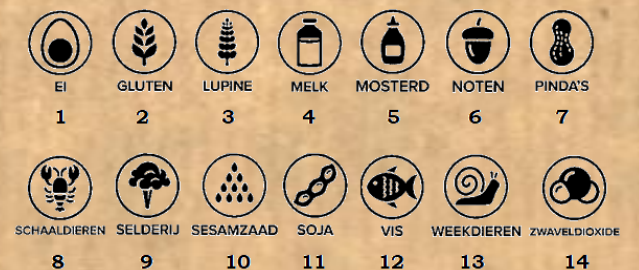 EI GLUTEN LUPINE MELK MOSTERD NOTEN PINDA'S
1 2 3 4 5 6 7
SCHAALDIEREN SELDERIJ SESAMZAAD SOJA VIS WEEKDIEREN ZWAVELDIOXIDE
8 9 10 11 12 13 14